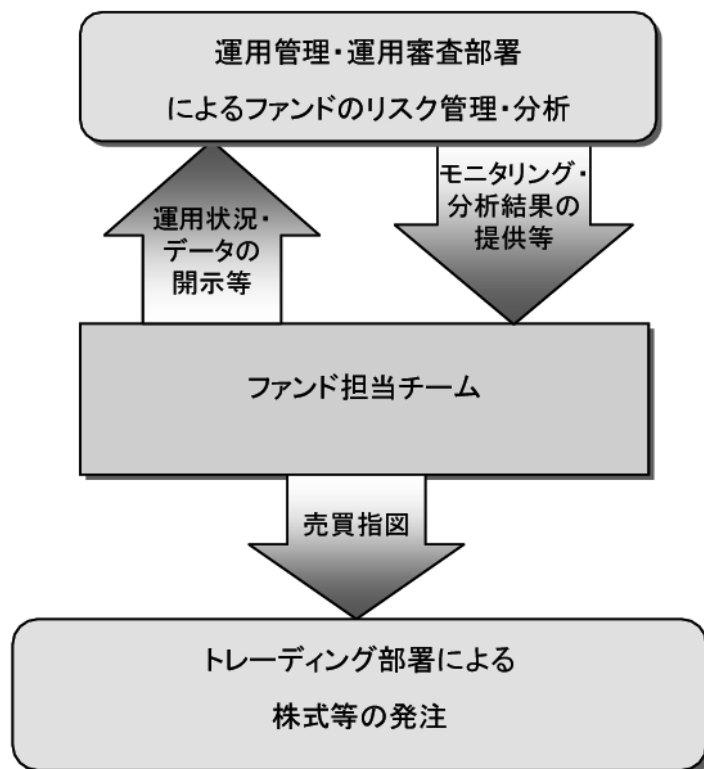 運用管理・運用審査部署
によるファンドのリスク管理・分析
運用状況・
データの
開示等
モニタリング・
分析結果の
提供等
ファンド担当チーム
売買指図
トレーディング部署による
株式等の発注